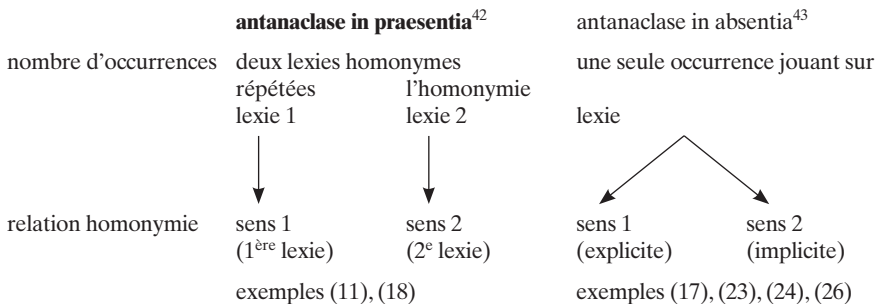 antanaclase in praesentia42 antanaclase in absentia43
nombre d’occurrences deux lexies homonymes une seule occurrence jouant sur
répétées l’homonymie
lexie 1 lexie 2 lexie
relation homonymie sens 1 sens 2 sens 1 sens 2
(1ère lexie) (2e lexie) (explicite) (implicite)
exemples (11), (18) exemples (17), (23), (24), (26)